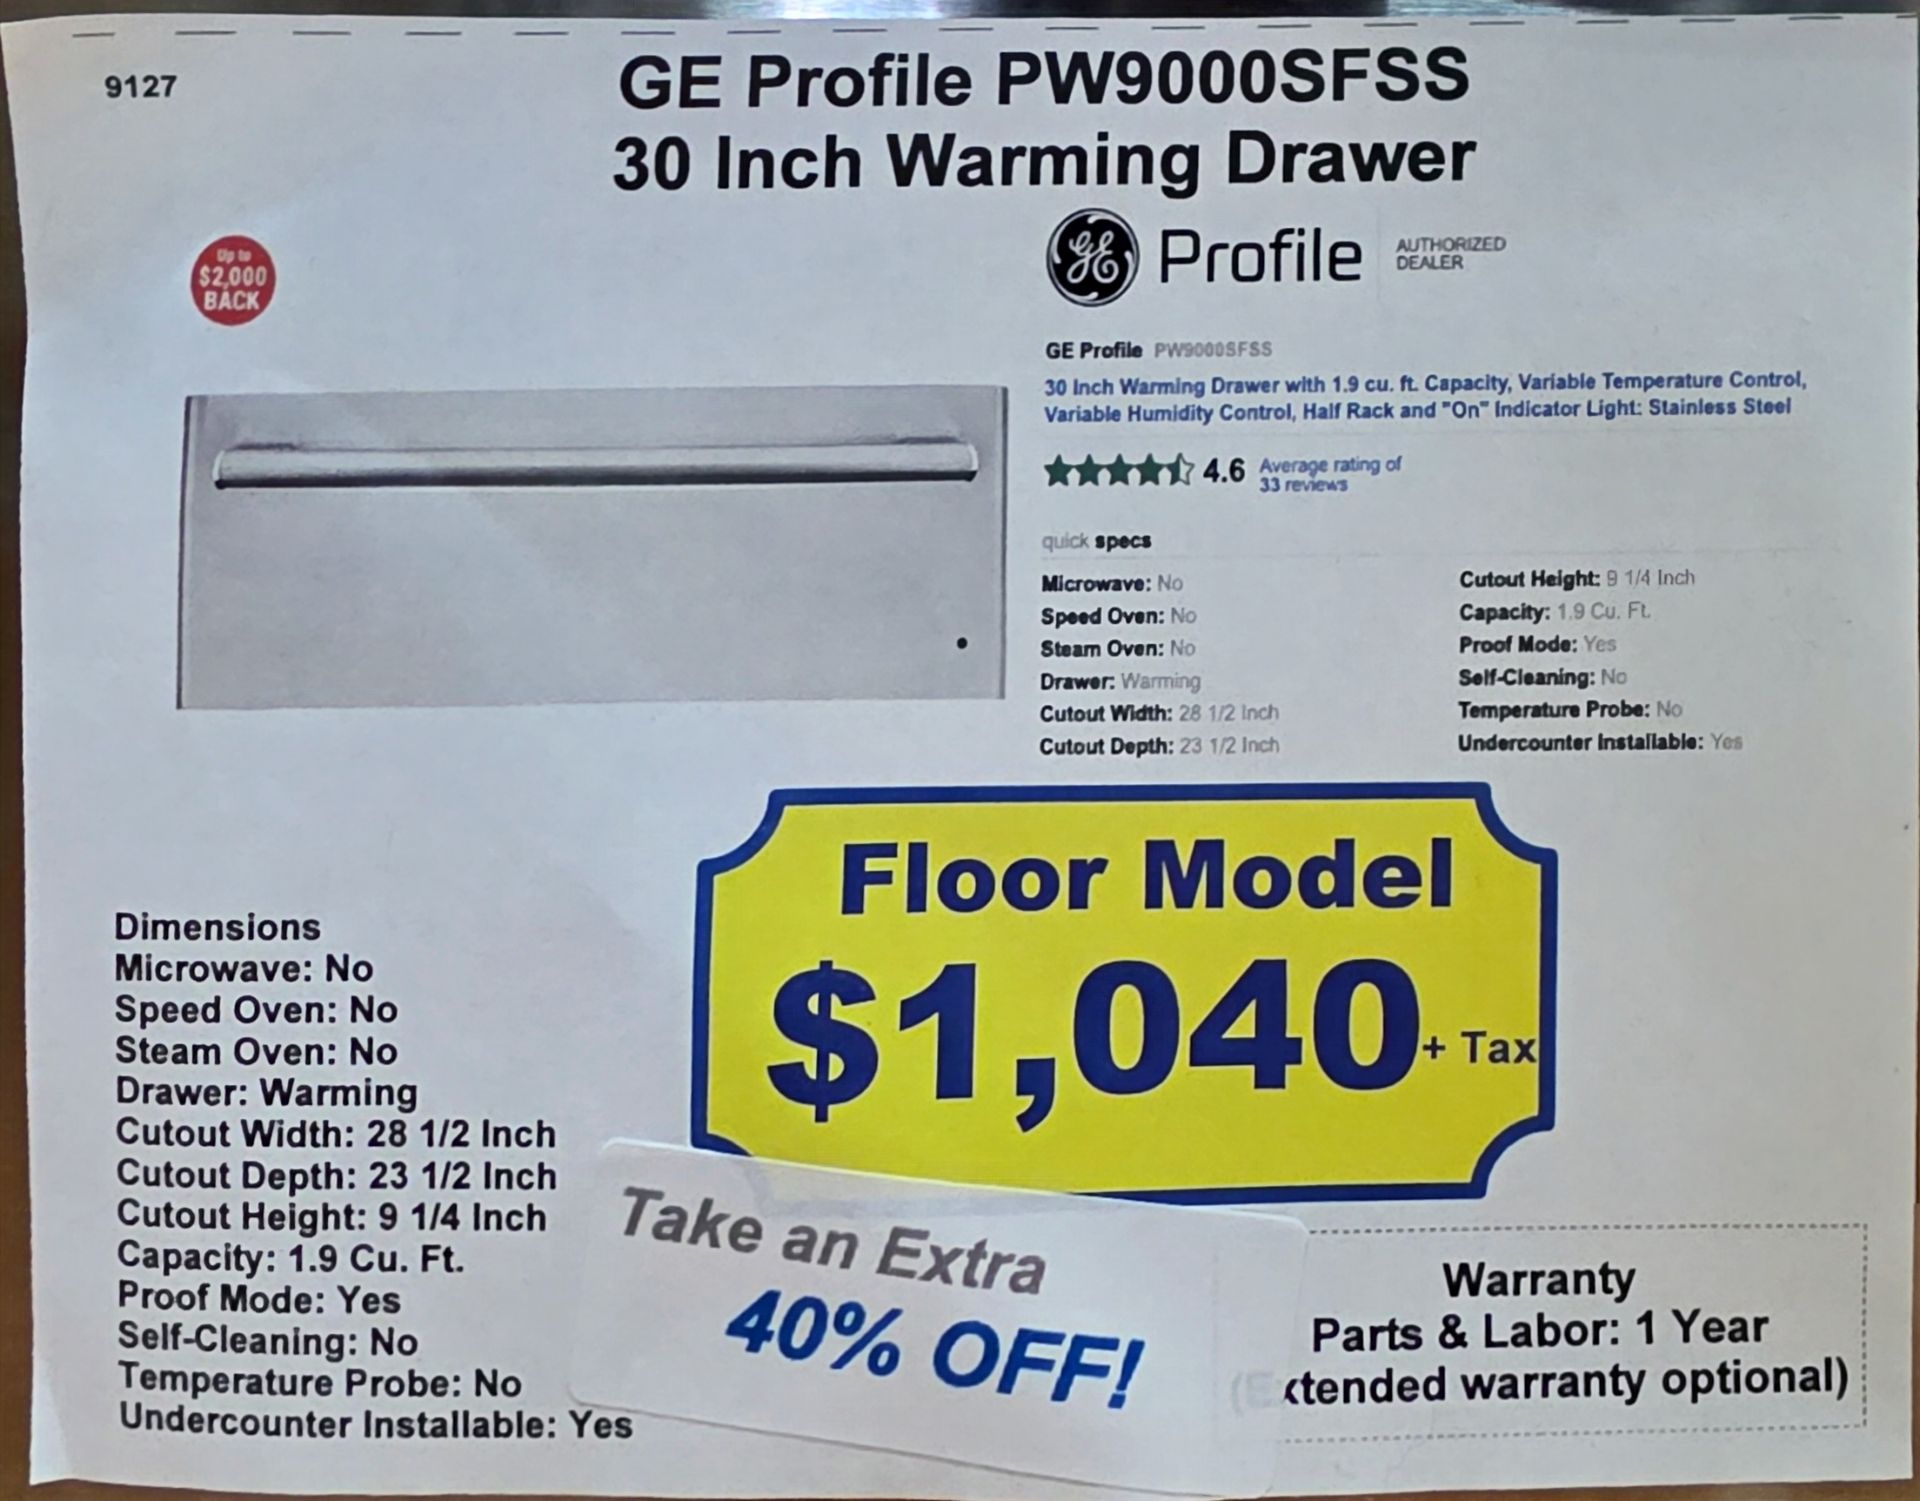 9127
GE Profile PW9000SFSS
30 Inch Warming Drawer
Up to
$2,000
BACK
GE Profile AUTHORIZED
DEALER
GE Profile PW9000SFSS
30 Inch Warming Drawer with 1.9 cu. ft. Capacity, Variable Temperature Control,
Variable Humidity Control, Half Rack and "On" Indicator Light: Stainless Steel
4.6 Average rating of
33 reviews
quick specs
Microwave: No
Speed Oven: No
Steam Oven: No
Drawer: Warming
Cutout Width: 28 1/2 Inch
Cutout Depth: 23 1/2 Inch
Cutout Height: 9 1/4 Inch
Capacity: 1.9 Cu. Ft.
Proof Mode: Yes
Self-Cleaning: No
Temperature Probe: No
Undercounter Installable: Yes
Floor Model
$1,040 + Tax
Dimensions
Microwave: No
Speed Oven: No
Steam Oven: No
Drawer: Warming
Cutout Width: 28 1/2 Inch
Cutout Depth: 23 1/2 Inch
Cutout Height: 9 1/4 Inch
Capacity: 1.9 Cu. Ft.
Proof Mode: Yes
Self-Cleaning: No
Temperature Probe: No
Undercounter Installable: Yes
Take an Extra
40% OFF!
Warranty
Parts & Labor: 1 Year
(Extended warranty optional)